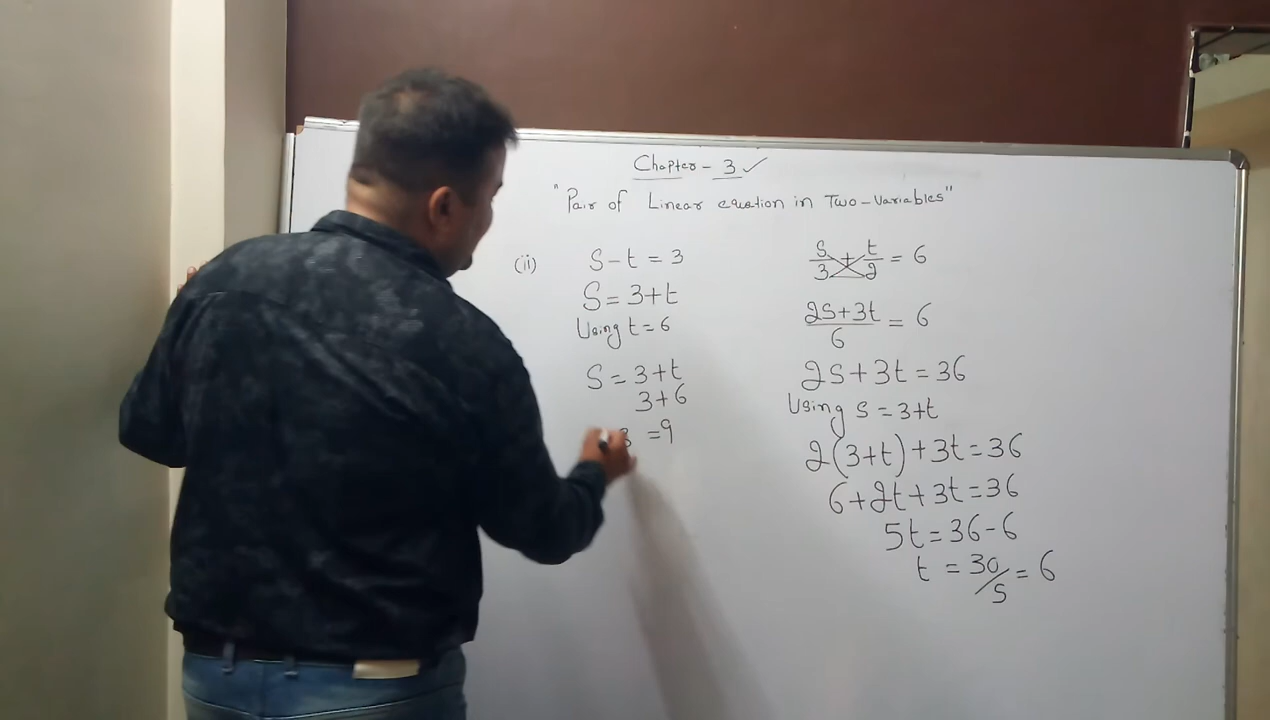 Chapter - 3 ✓
"Pair of Linear equation in Two-Variables"
(ii) S-t = 3
S = 3+t
Using t = 6
S = 3+t
3+6
= 9
S/3 + t/2 = 6
2S+3t/6 = 6
2S+3t = 36
Using S = 3+t
2(3+t)+3t = 36
6+2t+3t = 36
5t = 36-6
t = 30/5 = 6